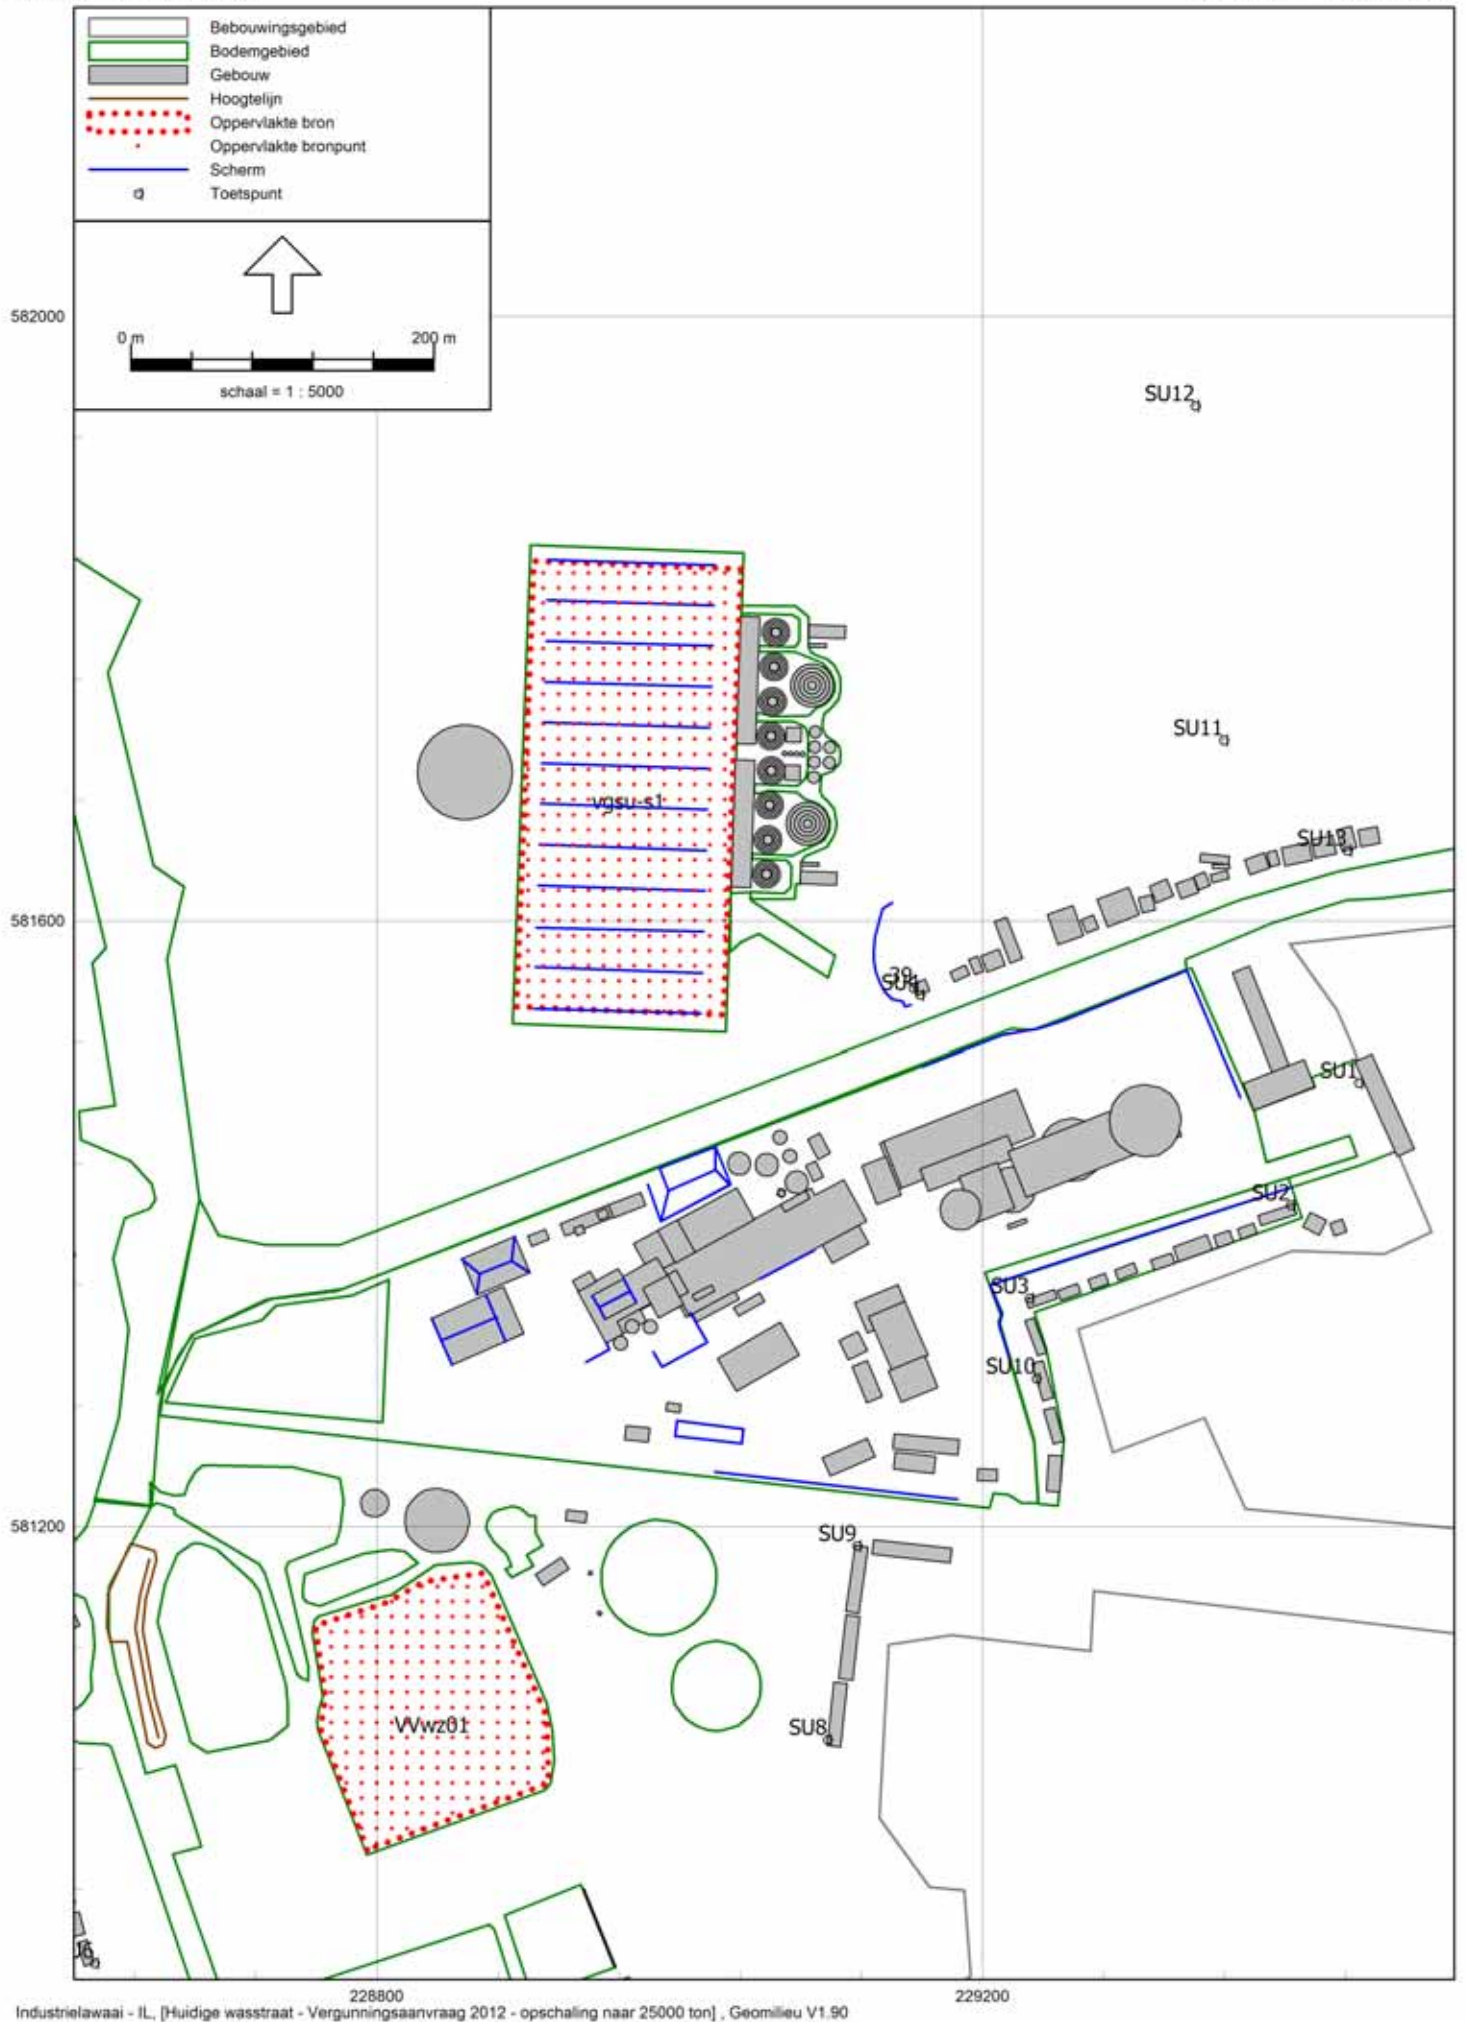 Bebouwingsgebied
Bodemgebied
Gebouw
Hoogtelijn
Oppervlakte bron
Oppervlakte bronpunt
Scherm
Toetspunt
0 m 200 m
schaal = 1 : 5000
582000
SU12
SU11
vgsu-s1
SU13
581600
39
SU1
SU2
SU3
SU10
581200
SU9
VVwz01
SU8
228800 229200
Industrielawaai - IL, [Huidige wasstraat - Vergunningsaanvraag 2012 - opschaling naar 25000 ton] , Geomilieu V1.90